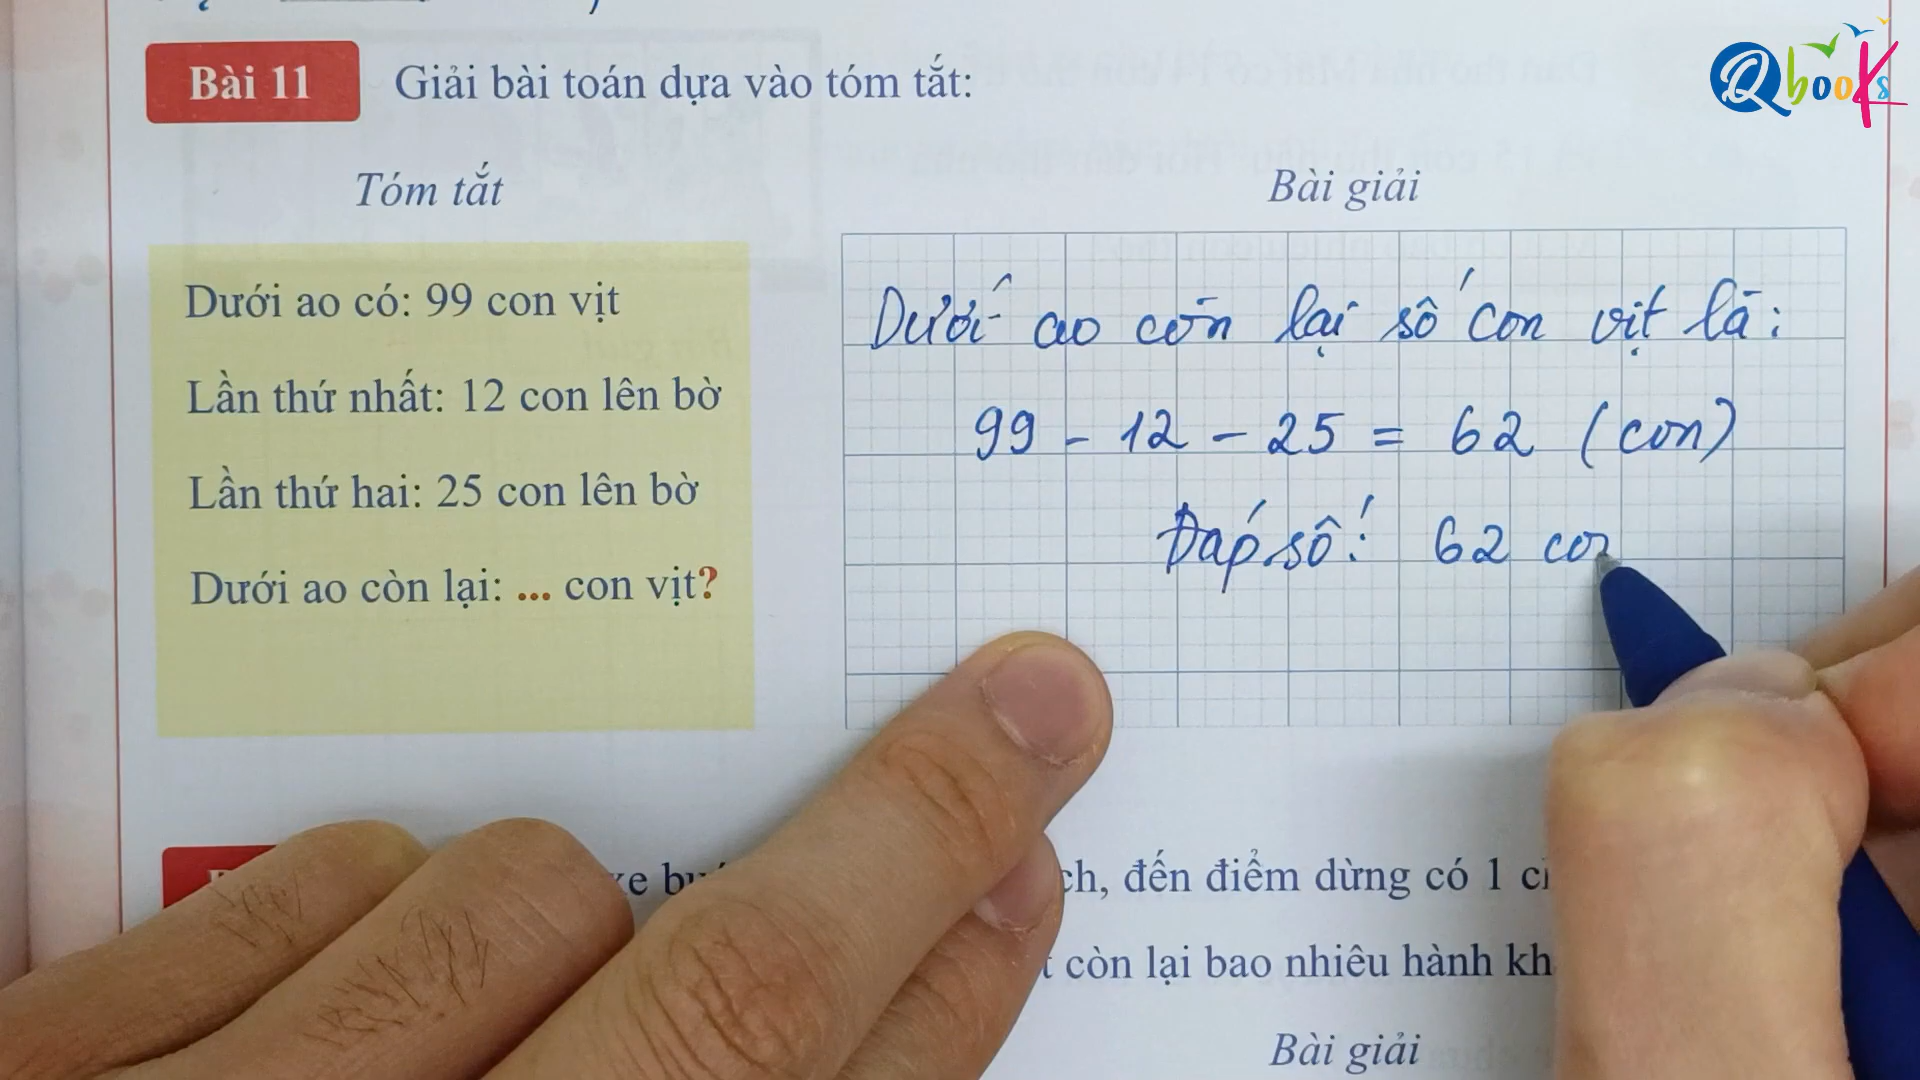 Qbooks
Bài 11 Giải bài toán dựa vào tóm tắt:
Tóm tắt
Dưới ao có: 99 con vịt
Lần thứ nhất: 12 con lên bờ
Lần thứ hai: 25 con lên bờ
Dưới ao còn lại: ... con vịt?
Bài giải
Dưới ao còn lại số con vịt là:
99 - 12 - 25 = 62 (con)
Đáp số: 62 con
đến điểm dừng có 1
còn lại bao nhiêu hành
Bài giải